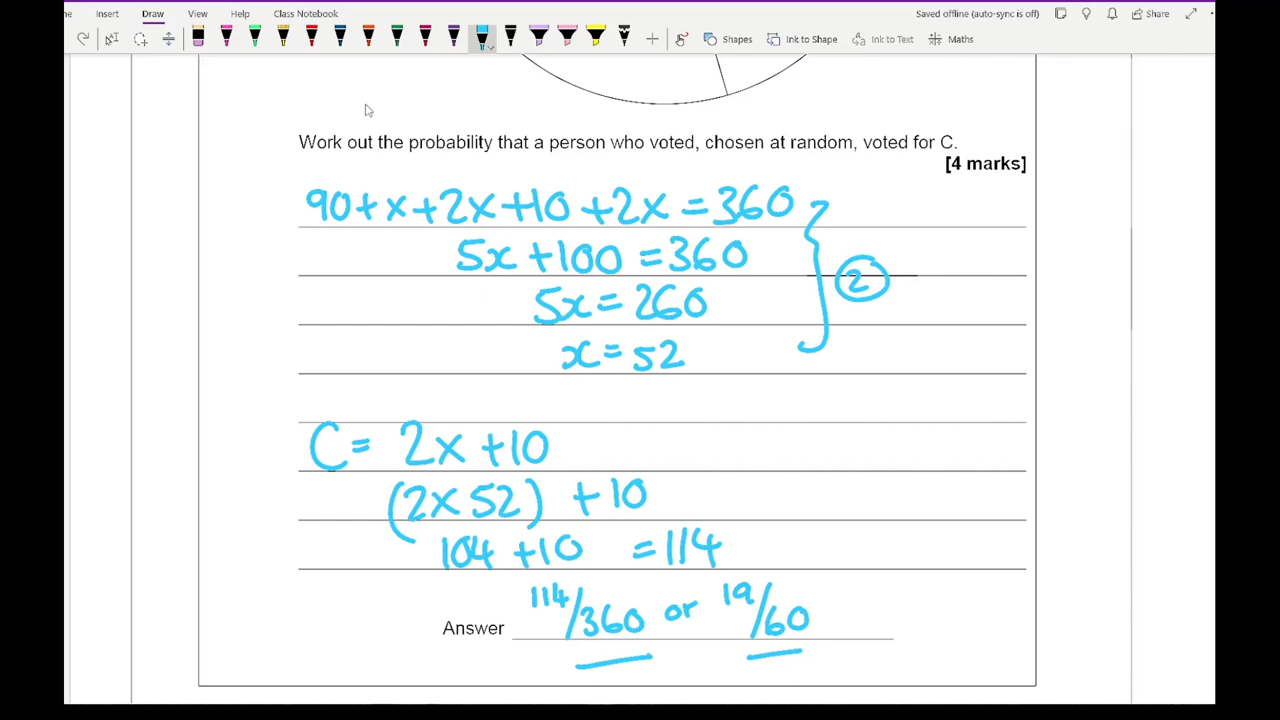 Insert Draw View Help Class Notebook Saved offline (auto-sync is off) Share
Shapes Ink to Shape Ink to Text Maths
Work out the probability that a person who voted, chosen at random, voted for C.
[4 marks]
90+x+2x+10+2x=360
5x+100=360
5x=260
2
x=52
C= 2x+10
(2x52) +10
104+10 =114
Answer 114/360 or 19/60